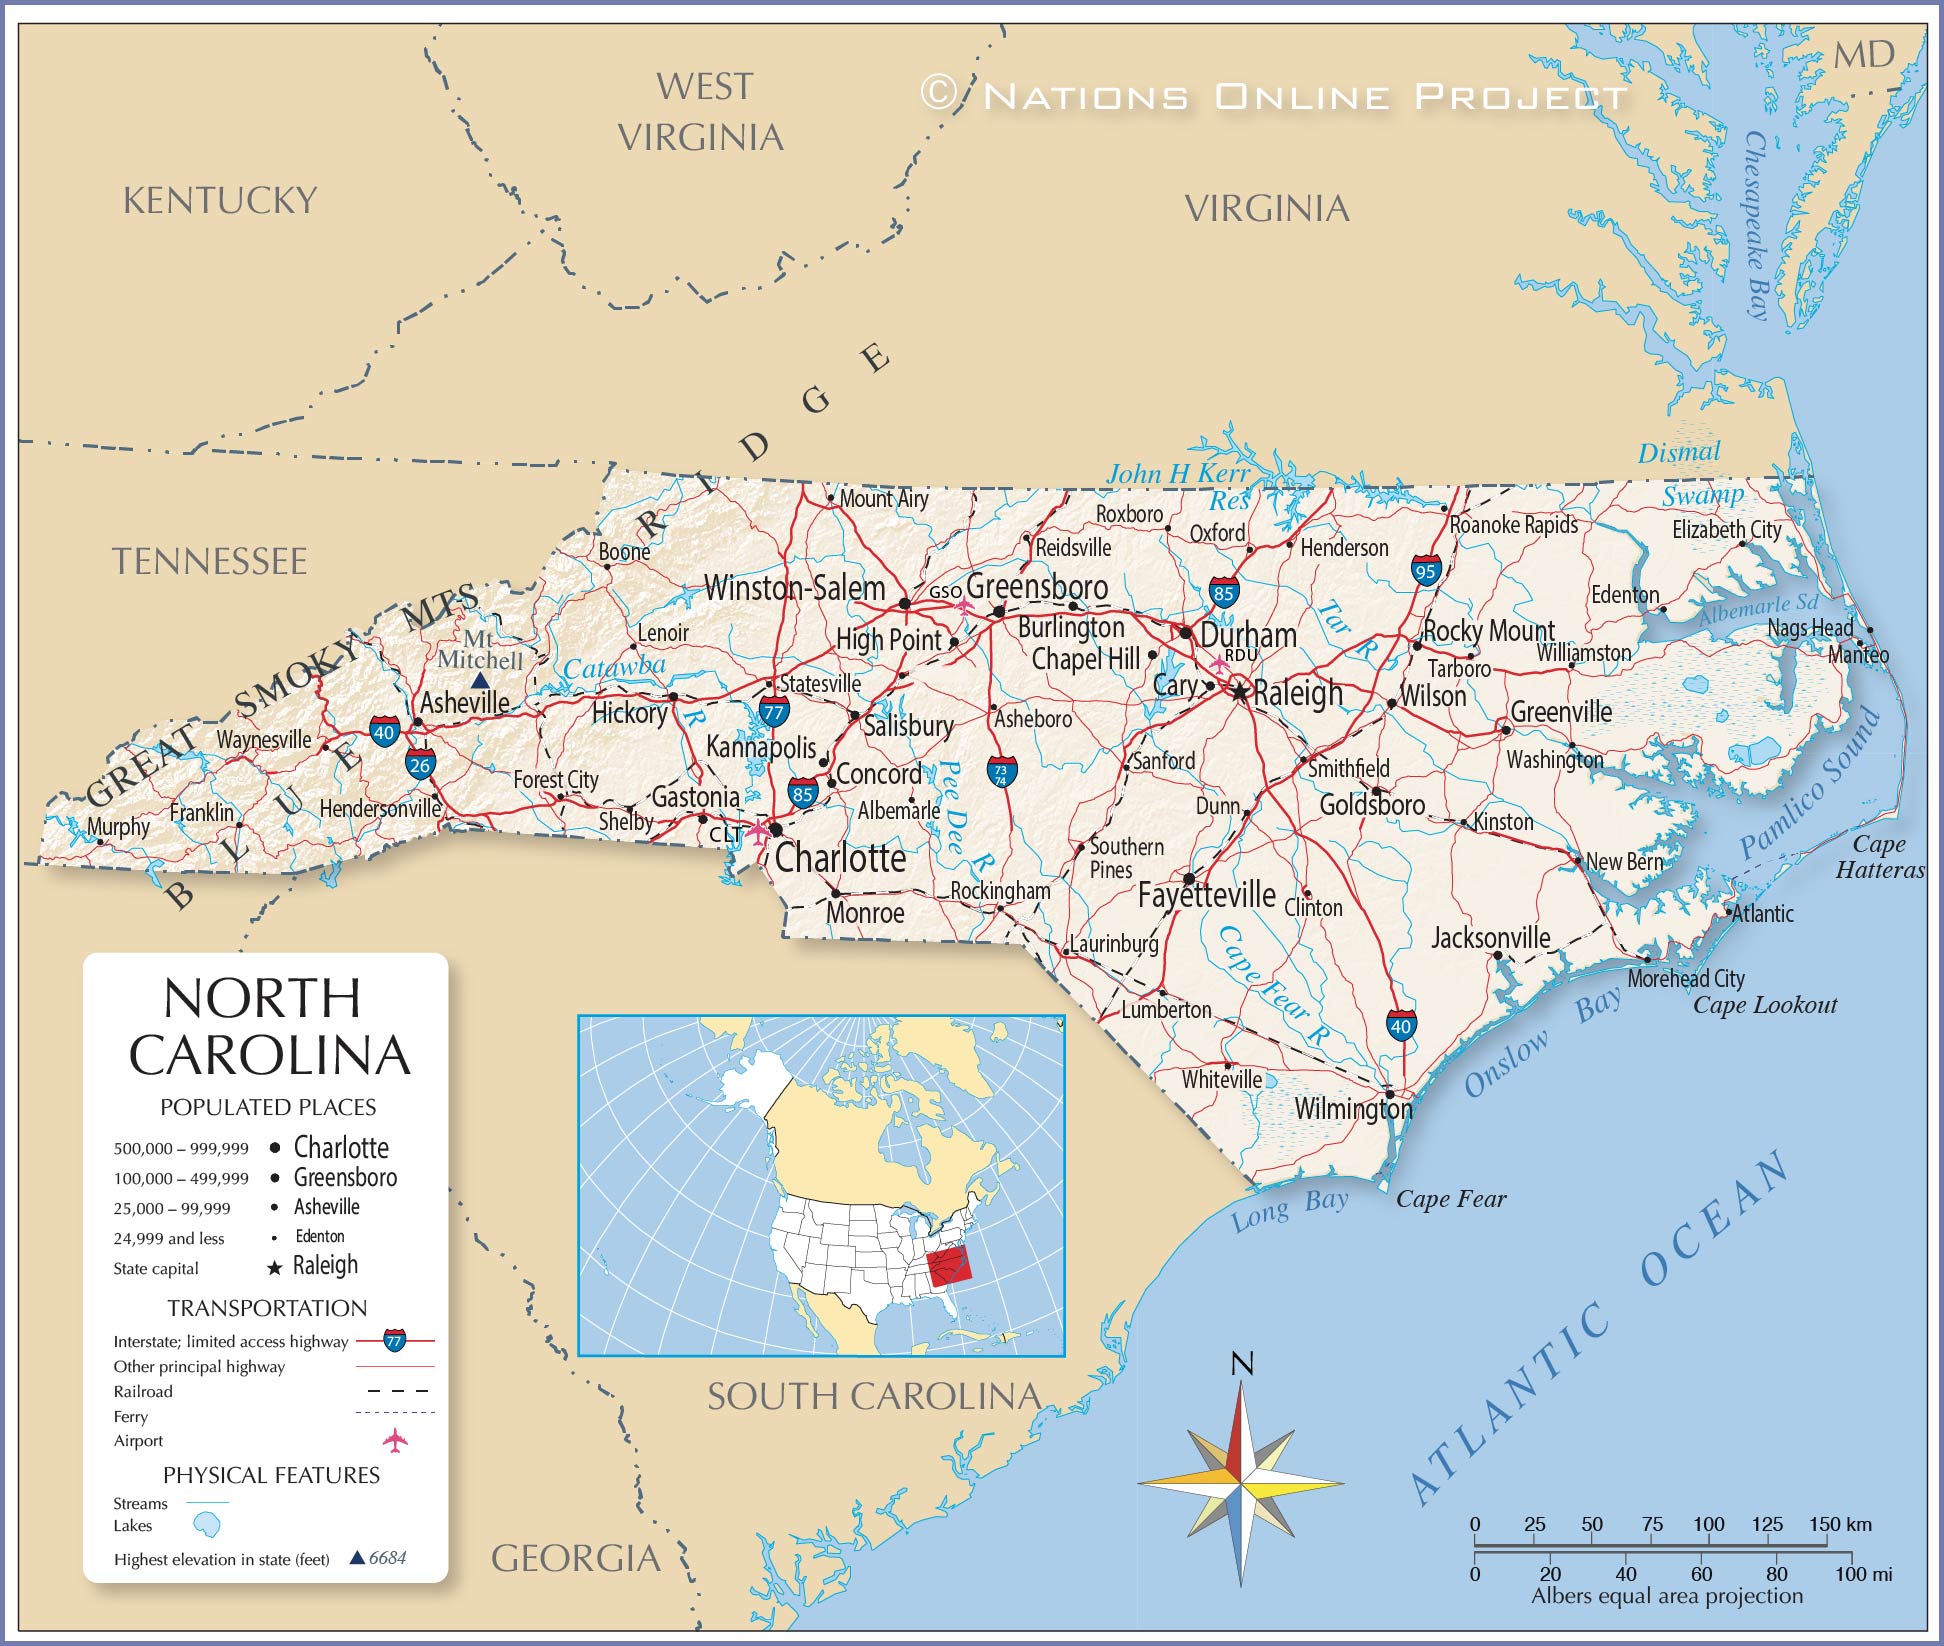 © NATIONS ONLINE PROJECT
MD
WEST
VIRGINIA
KENTUCKY
VIRGINIA
Chesapeake Bay
TENNESSEE
BLUE RIDGE
GREAT SMOKY MTS
Mt
Mitchell
John H Kerr
Res
Dismal
Swamp
Mount Airy
Roxboro
Oxford
Henderson
Reidsville
Roanoke Rapids
Elizabeth City
Boone
Winston-Salem
GSO
Greensboro
85
95
Edenton
Albemarle Sd
Lenoir
High Point
Burlington
Chapel Hill
Durham
RDU
Tar R
Rocky Mount
Tarboro
Williamston
Nags Head
Manteo
Catawba
R
Asheville
Hickory
Statesville
Cary
Raleigh
Wilson
Greenville
40
77
Waynesville
26
Kannapolis
Salisbury
Asheboro
Washington
Forest City
Concord
73
74
Sanford
Smithfield
Pamlico Sound
Franklin
Hendersonville
Gastonia
85
Albemarle
Pee Dee
R
Dunn
Goldsboro
Kinston
Murphy
Shelby
CLT
Charlotte
Southern
Pines
New Bern
Cape
Hatteras
Monroe
Rockingham
Fayetteville
Clinton
Atlantic
Laurinburg
Cape Fear R
Jacksonville
Morehead City
Cape Lookout
Lumberton
40
Onslow Bay
Whiteville
Wilmington
Long Bay
Cape Fear
ATLANTIC OCEAN
SOUTH CAROLINA
GEORGIA
NORTH
CAROLINA
POPULATED PLACES
500,000 – 999,999 Charlotte
100,000 – 499,999 Greensboro
25,000 – 99,999 Asheville
24,999 and less Edenton
State capital Raleigh
TRANSPORTATION
Interstate; limited access highway 77
Other principal highway
Railroad
Ferry
Airport
PHYSICAL FEATURES
Streams
Lakes
Highest elevation in state (feet) 6684
N
0 25 50 75 100 125 150 km
0 20 40 60 80 100 mi
Albers equal area projection